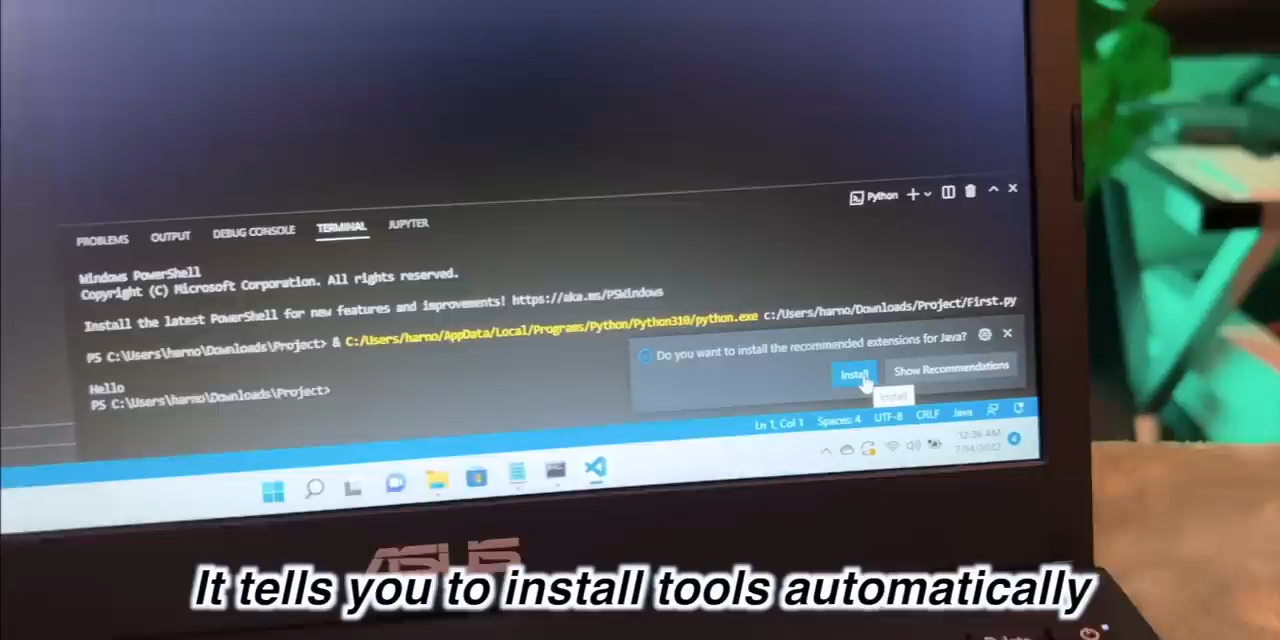 Python
PROBLEMS OUTPUT DEBUG CONSOLE TERMINAL JUPYTER
Windows PowerShell
Copyright (C) Microsoft Corporation. All rights reserved.
Install the latest PowerShell for new features and improvements! https://aka.ms/PSWindows
PS C:\Users\harno\Downloads\Project> & C:/Users/harno/AppData/Local/Programs/Python/Python310/python.exe c:/Users/harno/Downloads/Project/First.py
Hello
PS C:\Users\harno\Downloads\Project>
Do you want to install the recommended extensions for Java?
Install Show Recommendations
Install
Ln 1, Col 1 Spaces: 4 UTF-8 CRLF Java
12:36 AM
ASUS
It tells you to install tools automatically